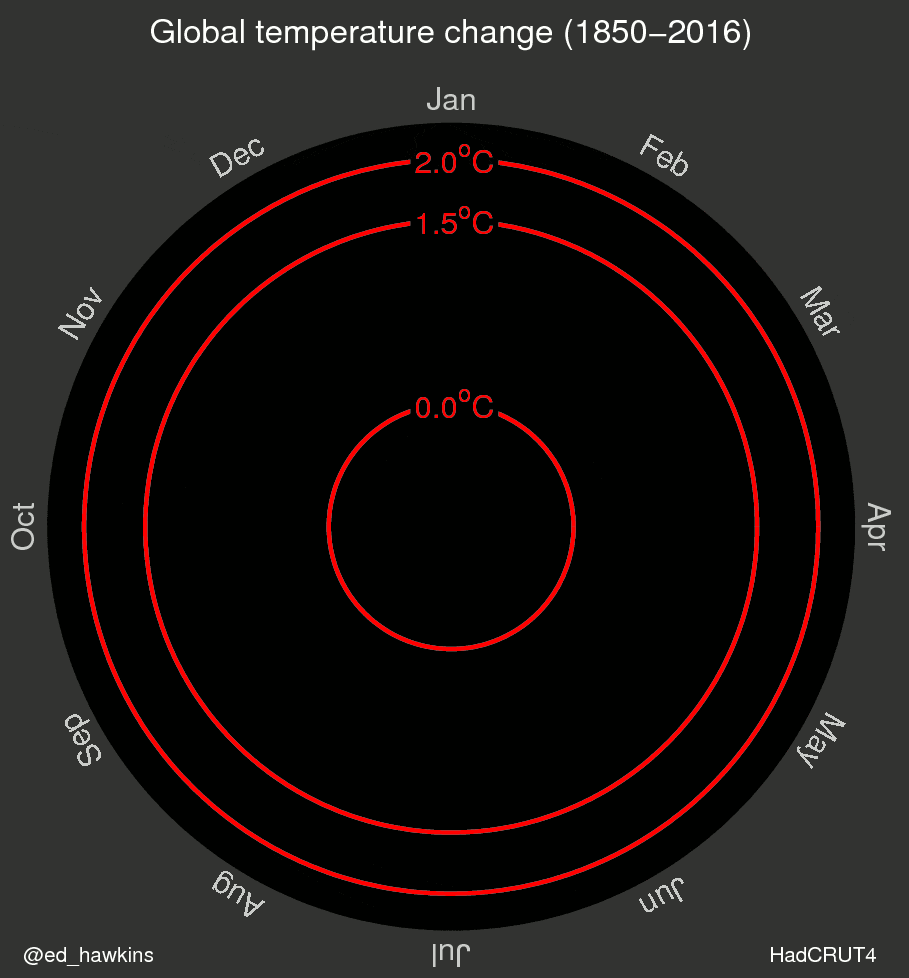 Global temperature change (1850−2016)
Jan
Feb
Mar
Apr
May
Jun
Jul
Aug
Sep
Oct
Nov
Dec
2.0°C
1.5°C
0.0°C
@ed_hawkins
HadCRUT4